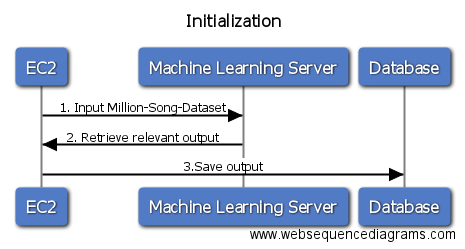 Initialization
EC2 Machine Learning Server Database
1. Input Million-Song-Dataset
2. Retrieve relevant output
3.Save output
EC2 Machine Learning Server Database
www.websequencediagrams.com